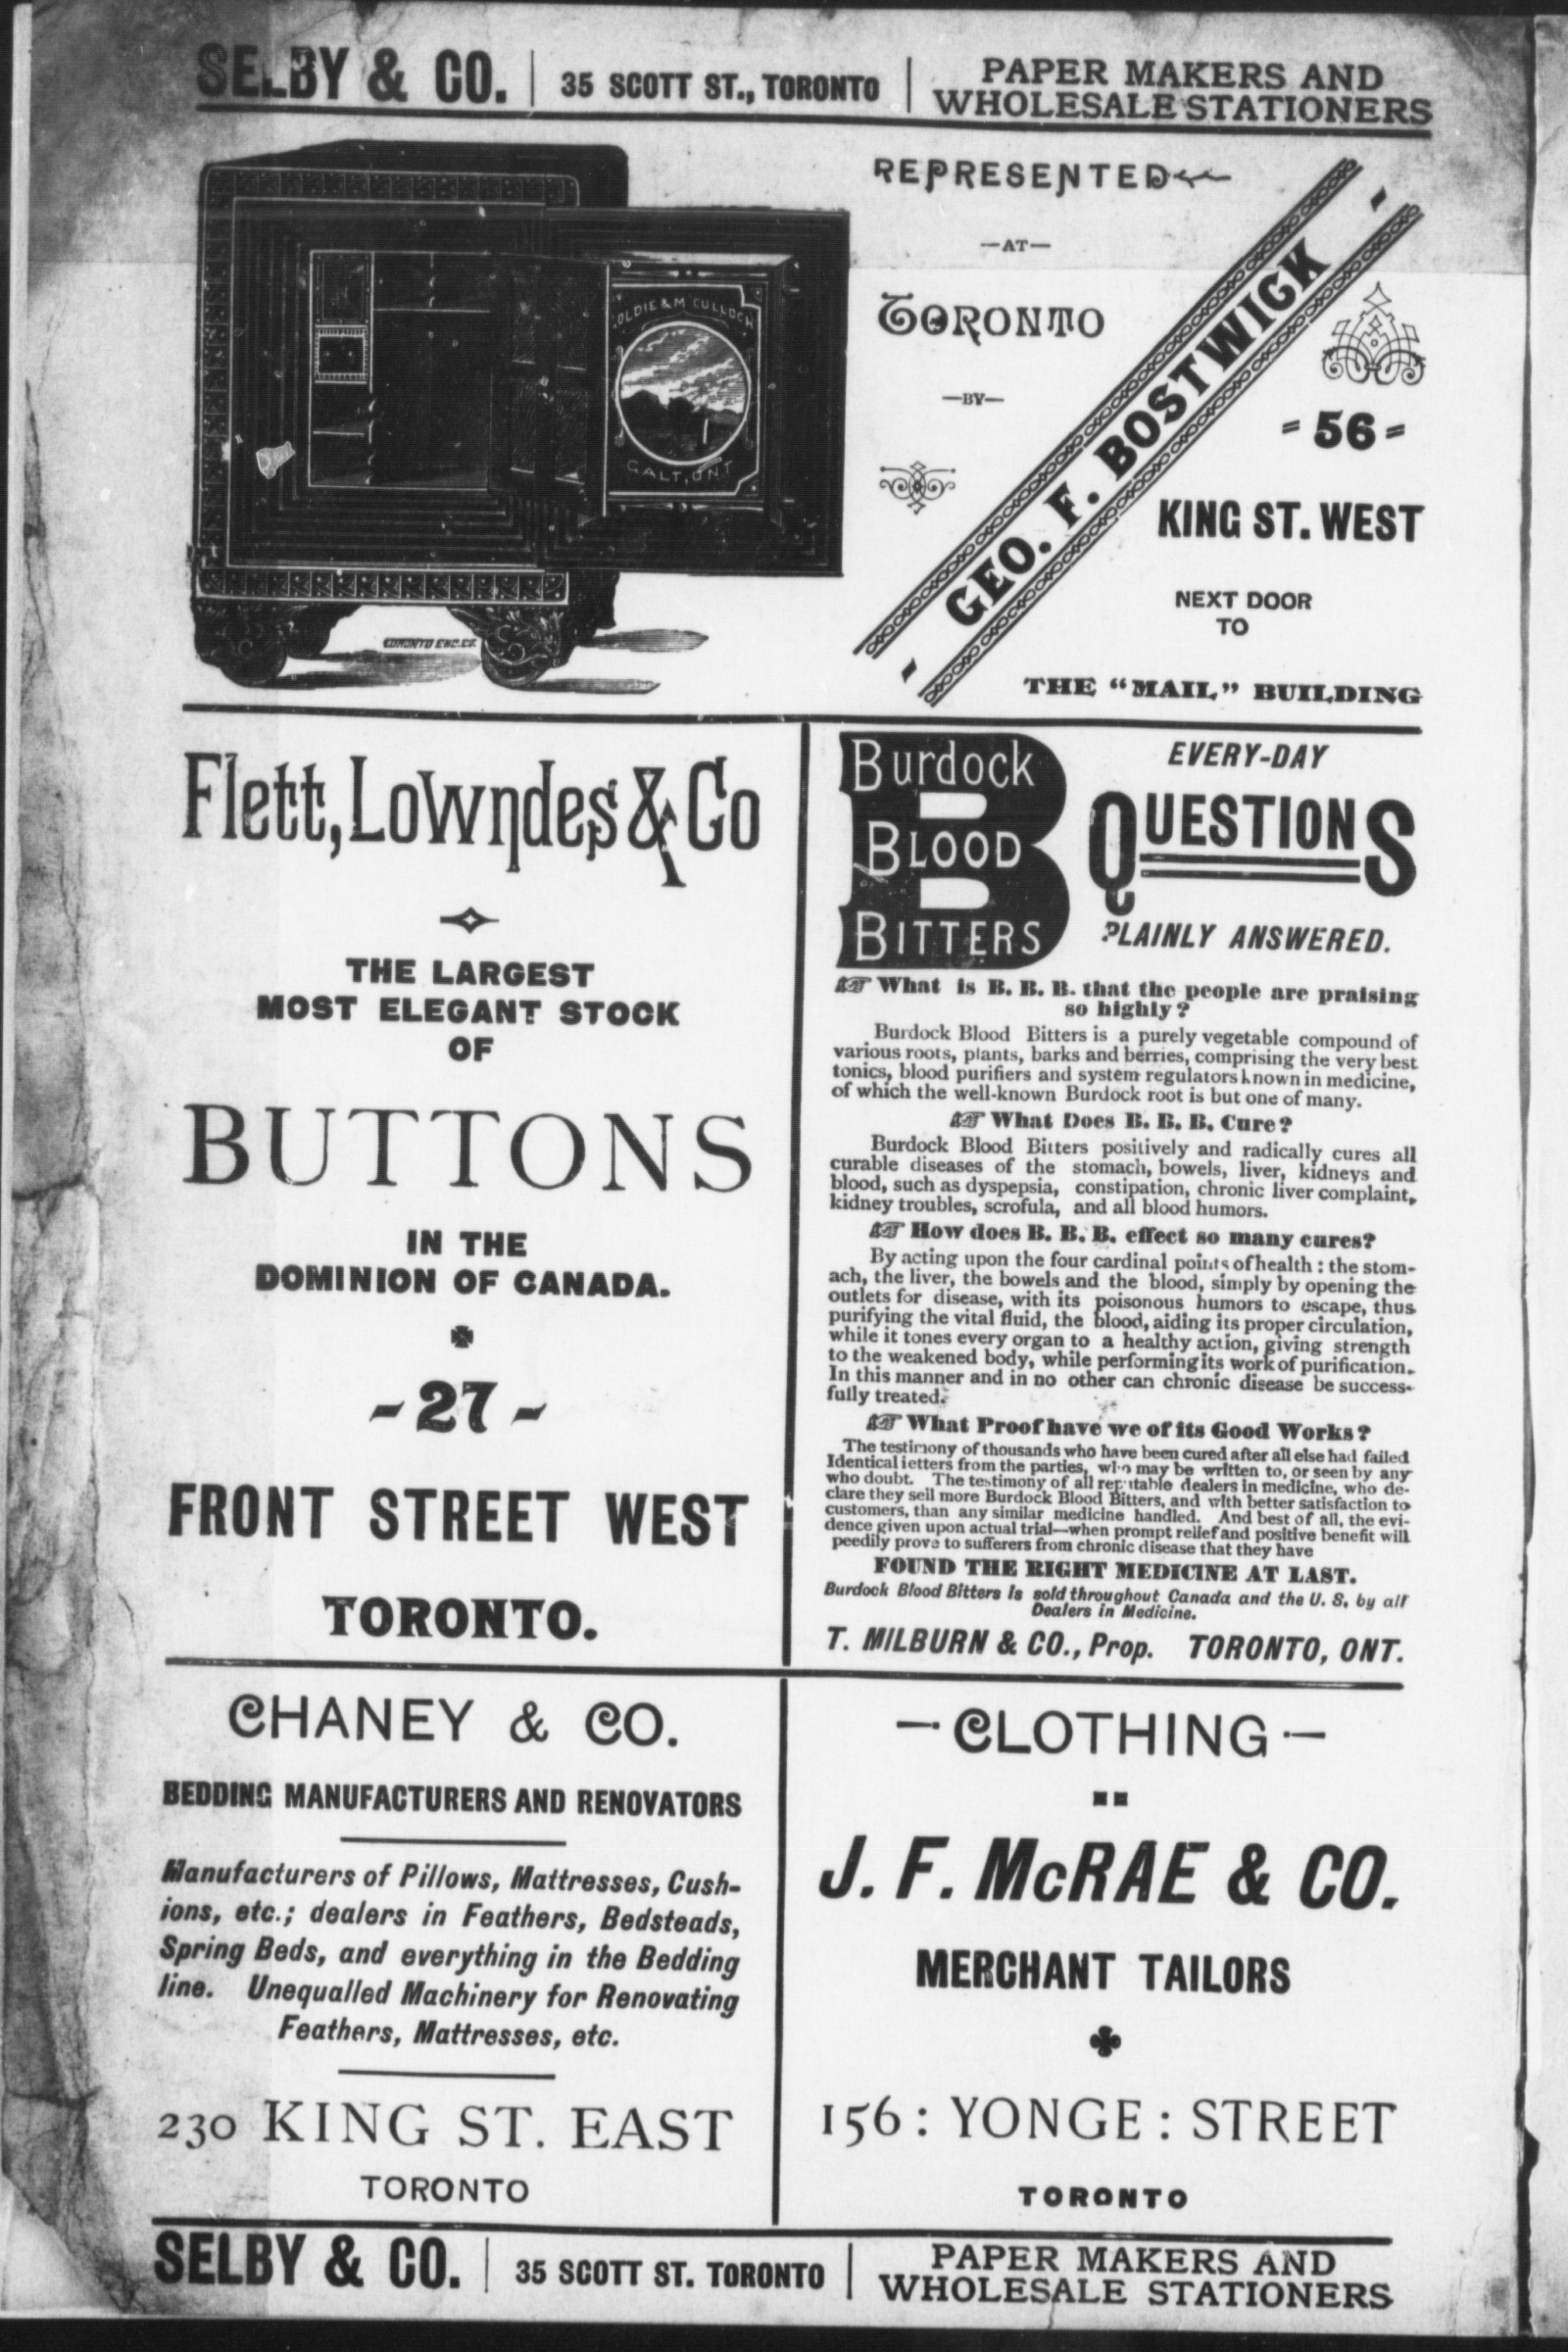 SELBY & CO. | 35 SCOTT ST., TORONTO | PAPER MAKERS AND
WHOLESALE STATIONERS
OLDIE & McCULLOCH
GALT, ONT
TORONTO ENG. CO.
REPRESENTED
—AT—
TORONTO
—BY—
GEO. F. BOSTWICK
- 56 -
KING ST. WEST
NEXT DOOR
TO
THE “MAIL” BUILDING
Flett, Lowndes & Co
THE LARGEST
MOST ELEGANT STOCK
OF
BUTTONS
IN THE
DOMINION OF CANADA.
- 27 -
FRONT STREET WEST
TORONTO.
Burdock
BLOOD
BITTERS
EVERY-DAY
QUESTIONS
PLAINLY ANSWERED.
☞ What is B. B. B. that the people are praising
so highly?
Burdock Blood Bitters is a purely vegetable compound of
various roots, plants, barks and berries, comprising the very best
tonics, blood purifiers and system regulators known in medicine,
of which the well-known Burdock root is but one of many.
☞ What Does B. B. B. Cure?
Burdock Blood Bitters positively and radically cures all
curable diseases of the stomach, bowels, liver, kidneys and
blood, such as dyspepsia, constipation, chronic liver complaint,
kidney troubles, scrofula, and all blood humors.
☞ How does B. B. B. effect so many cures?
By acting upon the four cardinal points of health : the stom-
ach, the liver, the bowels and the blood, simply by opening the
outlets for disease, with its poisonous humors to escape, thus
purifying the vital fluid, the blood, aiding its proper circulation,
while it tones every organ to a healthy action, giving strength
to the weakened body, while performing its work of purification.
In this manner and in no other can chronic disease be success-
fully treated.
☞ What Proof have we of its Good Works?
The testimony of thousands who have been cured after all else had failed
Identical letters from the parties, who may be written to, or seen by any
who doubt. The testimony of all reputable dealers in medicine, who de-
clare they sell more Burdock Blood Bitters, and with better satisfaction to
customers, than any similar medicine handled. And best of all, the evi-
dence given upon actual trial—when prompt relief and positive benefit will
peedily prove to sufferers from chronic disease that they have
FOUND THE RIGHT MEDICINE AT LAST.
Burdock Blood Bitters is sold throughout Canada and the U. S. by all
Dealers in Medicine.
T. MILBURN & CO., Prop. TORONTO, ONT.
CHANEY & CO.
BEDDING MANUFACTURERS AND RENOVATORS
Manufacturers of Pillows, Mattresses, Cush-
ions, etc.; dealers in Feathers, Bedsteads,
Spring Beds, and everything in the Bedding
line. Unequalled Machinery for Renovating
Feathers, Mattresses, etc.
230 KING ST. EAST
TORONTO
— CLOTHING —
J. F. McRAE & CO.
MERCHANT TAILORS
156 : YONGE : STREET
TORONTO
SELBY & CO. | 35 SCOTT ST. TORONTO | PAPER MAKERS AND
WHOLESALE STATIONERS